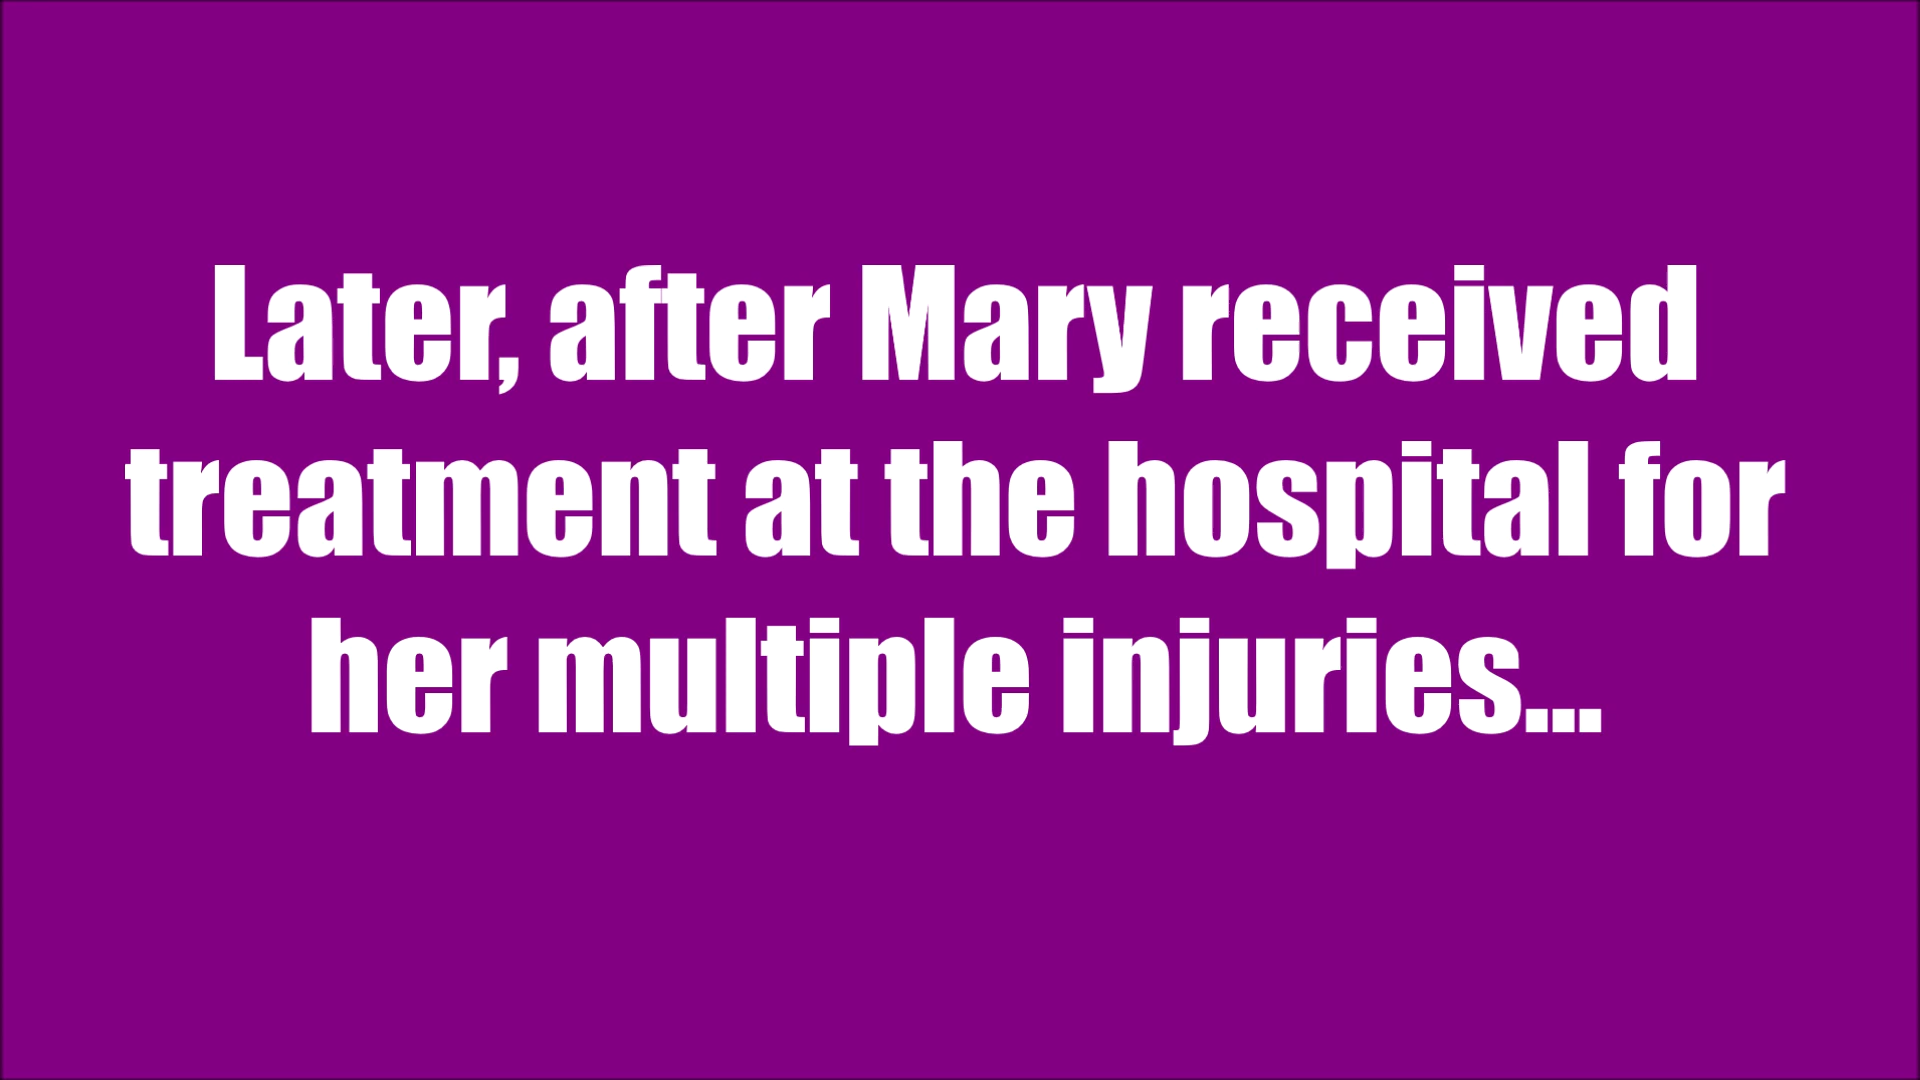 Later, after Mary received
treatment at the hospital for
her multiple injuries...